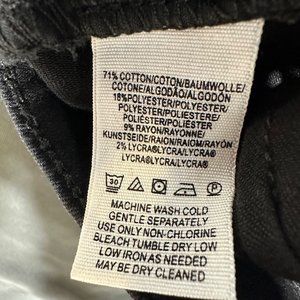 71% COTTON/COTON/BAUMWOLLE/
COTONE/ALGODÃO/ALGODÓN
18%POLYESTER/POLYESTER/
POLYESTER/POLIESTERE/
POLIÉSTER/POLIÉSTER
9% RAYON/RAYONNE/
KUNSTSEIDE/RAION/RAIOM/RAYÓN
2% LYCRA®LYCRA/LYCRA®
LYCRA®LYCRA/LYCRA®
30
MACHINE WASH COLD
GENTLE SEPARATELY
USE ONLY NON-CHLORINE
BLEACH TUMBLE DRY LOW
LOW IRON AS NEEDED
MAY BE DRY CLEANED